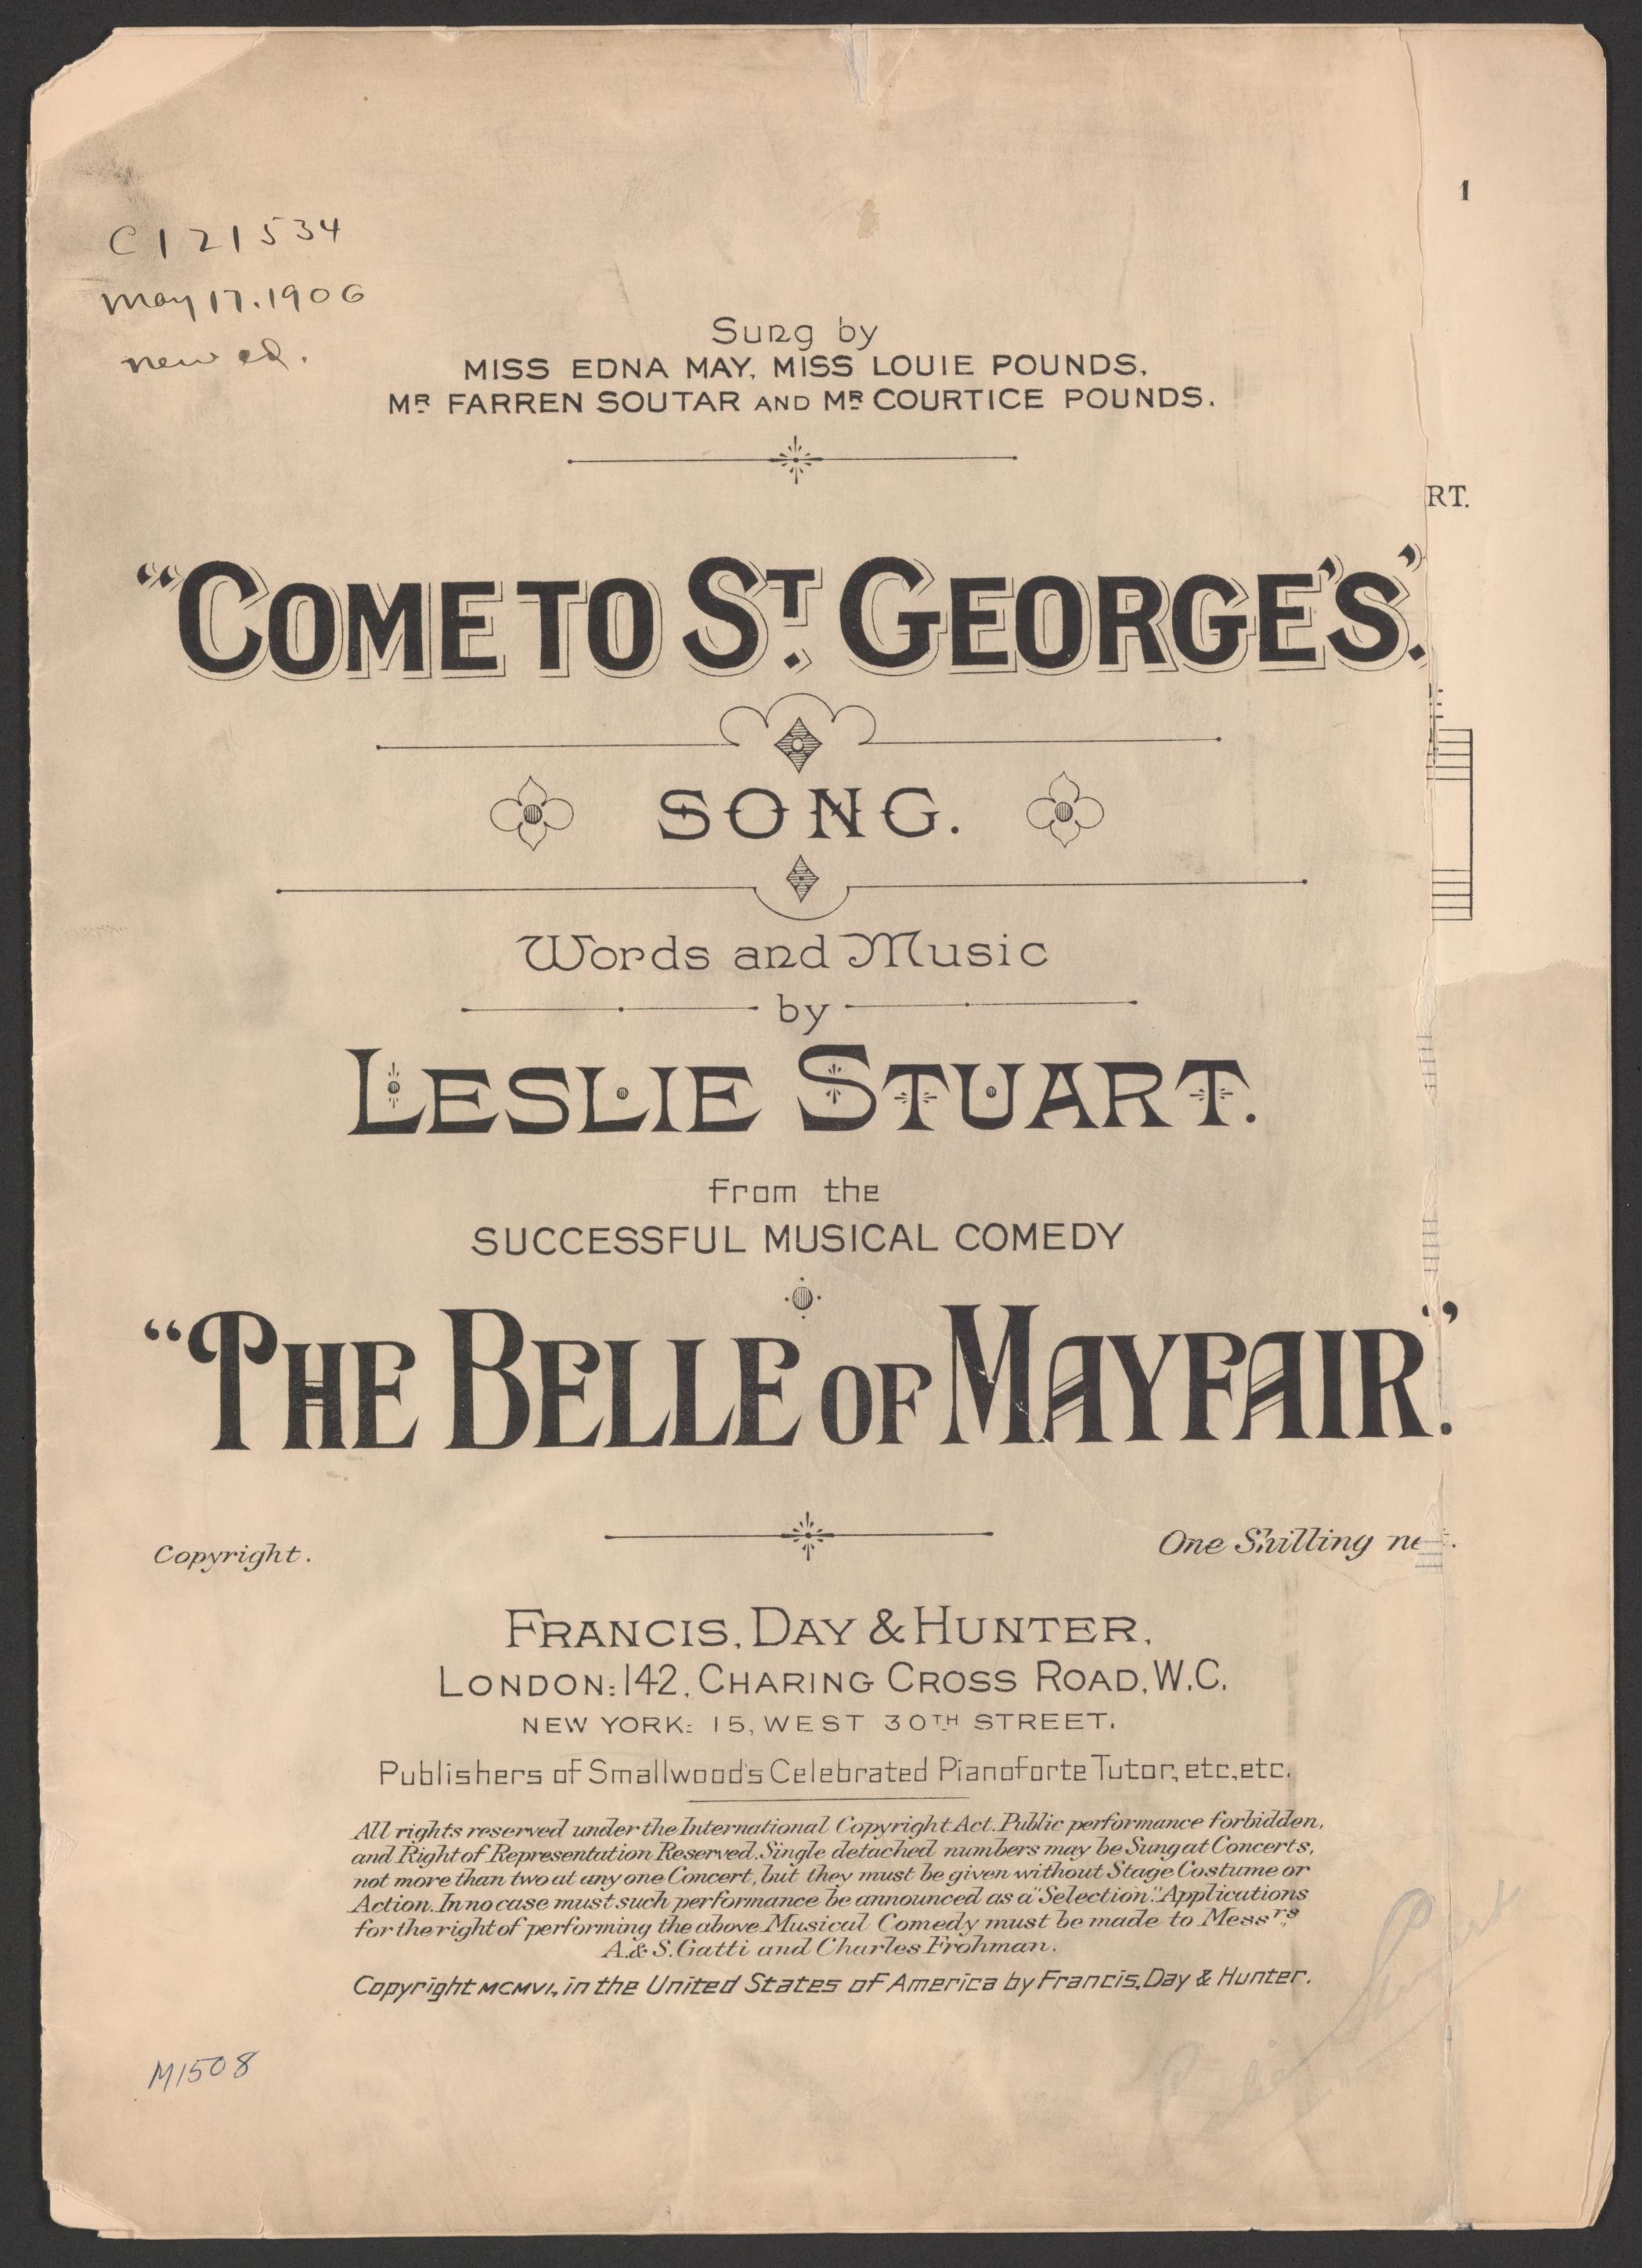 1
C121534
May 17.1906
new ed.
Sung by
MISS EDNA MAY, MISS LOUIE POUNDS,
MR FARREN SOUTAR AND MR COURTICE POUNDS.
RT.
"COME TO ST. GEORGE'S".
SONG.
Words and Music
by
LESLIE STUART.
From the
SUCCESSFUL MUSICAL COMEDY
"THE BELLE OF MAYFAIR".
Copyright.
One Shilling ne .
FRANCIS, DAY & HUNTER,
LONDON: 142, CHARING CROSS ROAD, W.C.
NEW YORK: 15, WEST 30TH STREET.
Publishers of Smallwood's Celebrated Pianoforte Tutor, etc, etc.
All rights reserved under the International Copyright Act. Public performance forbidden,
and Right of Representation Reserved. Single detached numbers may be Sung at Concerts,
not more than two at any one Concert, but they must be given without Stage Costume or
Action. In no case must such performance be announced as a "Selection". Applications
for the right of performing the above Musical Comedy must be made to Messrs
A. & S. Gatti and Charles Frohman.
Copyright MCMVI, in the United States of America by Francis, Day & Hunter.
M1508